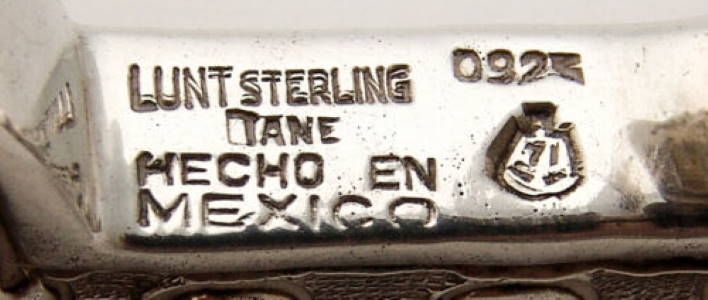 LUNT STERLING 0925
TANE
HECHO EN
MEXICO
71